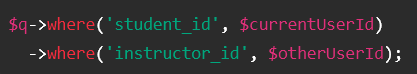 $q->where('student_id', $currentUserId)
->where('instructor_id', $otherUserId);